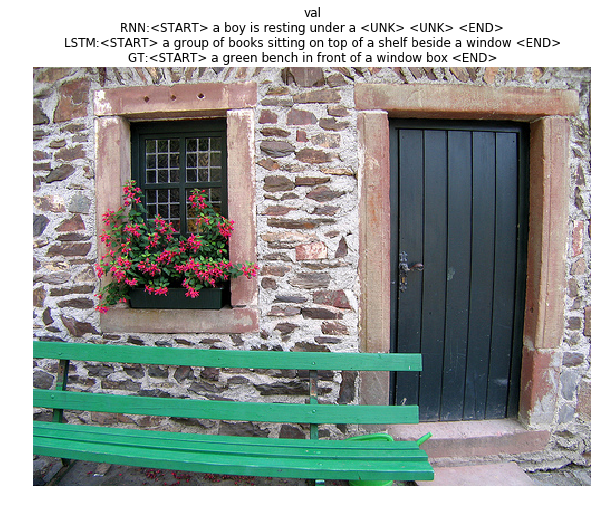 val
RNN:<START> a boy is resting under a <UNK> <UNK> <END>
LSTM:<START> a group of books sitting on top of a shelf beside a window <END>
GT:<START> a green bench in front of a window box <END>